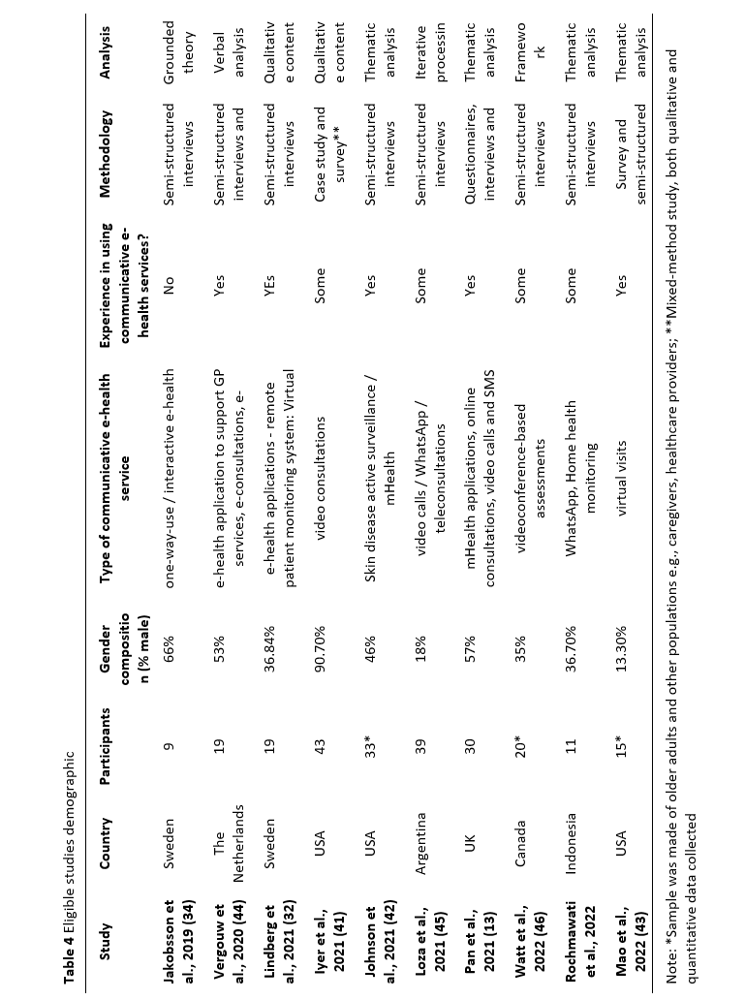 Table 4 Eligible studies demographic
Study
Country
Participants
Gender
compositio
n (% male)
Type of communicative e-health
service
Experience in using
communicative e-
health services?
Methodology
Analysis
Jakobsson et
al., 2019 (34)
Sweden
9
66%
one-way-use / interactive e-health
No
Semi-structured
interviews
Grounded
theory
Vergouw et
al., 2020 (44)
The
Netherlands
19
53%
e-health application to support GP
services, e-consultations, e-
Yes
Semi-structured
interviews and
Verbal
analysis
Lindberg et
al., 2021 (32)
Sweden
19
36.84%
e-health applications - remote
patient monitoring system: Virtual
YEs
Semi-structured
interviews
Qualitativ
e content
Iyer et al.,
2021 (41)
USA
43
90.70%
video consultations
Some
Case study and
survey**
Qualitativ
e content
Johnson et
al., 2021 (42)
USA
33*
46%
Skin disease active surveillance /
mHealth
Yes
Semi-structured
interviews
Thematic
analysis
Loza et al.,
2021 (45)
Argentina
39
18%
video calls / WhatsApp /
teleconsultations
Some
Semi-structured
interviews
Iterative
processin
Pan et al.,
2021 (13)
UK
30
57%
mHealth applications, online
consultations, video calls and SMS
Yes
Questionnaires,
interviews and
Thematic
analysis
Watt et al.,
2022 (46)
Canada
20*
35%
videoconference-based
assessments
Some
Semi-structured
interviews
Framewo
rk
Rochmawati
et al., 2022
Indonesia
11
36.70%
WhatsApp, Home health
monitoring
Some
Semi-structured
interviews
Thematic
analysis
Mao et al.,
2022 (43)
USA
15*
13.30%
virtual visits
Yes
Survey and
semi-structured
Thematic
analysis
Note: *Sample was made of older adults and other populations e.g., caregivers, healthcare providers; **Mixed-method study, both qualitative and
quantitative data collected